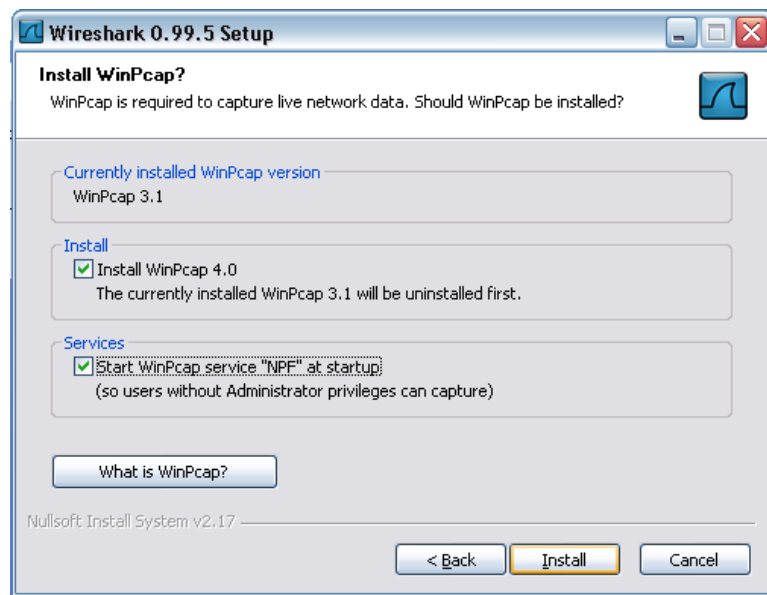 Wireshark 0.99.5 Setup
Install WinPcap?
WinPcap is required to capture live network data. Should WinPcap be installed?
Currently installed WinPcap version
WinPcap 3.1
Install
Install WinPcap 4.0
The currently installed WinPcap 3.1 will be uninstalled first.
Services
Start WinPcap service "NPF" at startup
(so users without Administrator privileges can capture)
What is WinPcap?
Nullsoft Install System v2.17
< Back Install Cancel